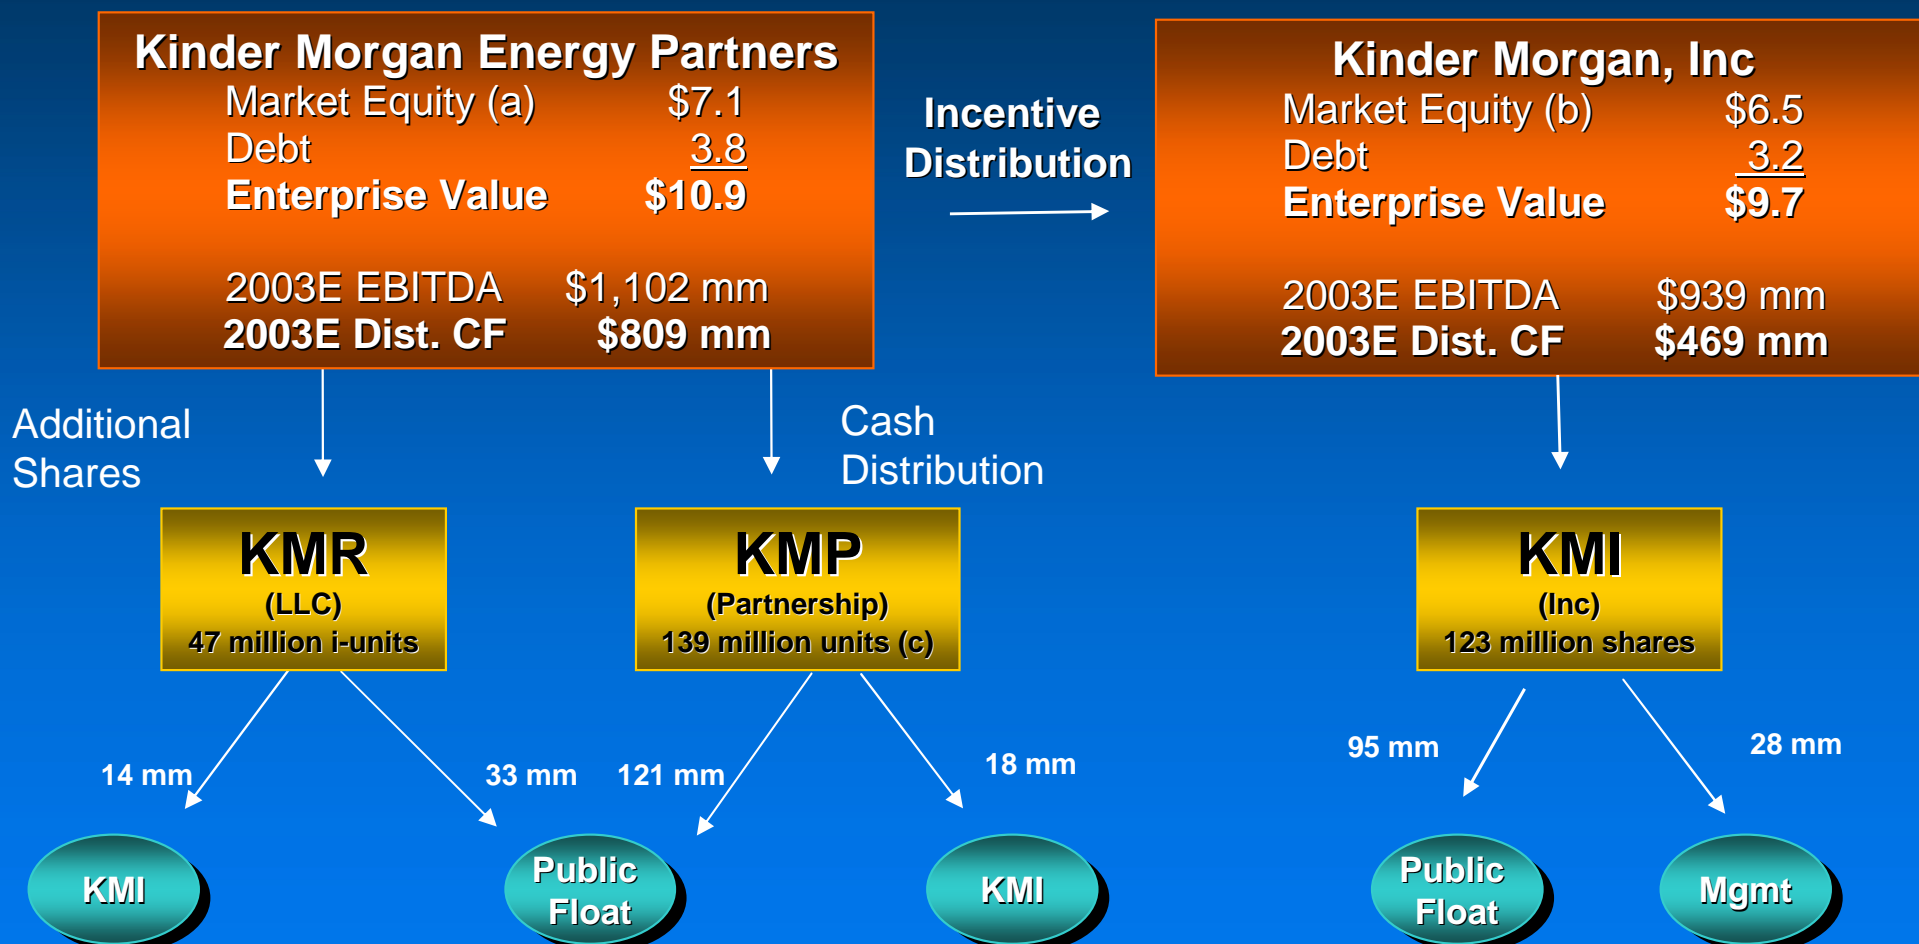 Kinder Morgan Energy Partners
Market Equity (a) $7.1
Debt 3.8
Enterprise Value $10.9
2003E EBITDA $1,102 mm
2003E Dist. CF $809 mm
Incentive
Distribution
Kinder Morgan, Inc
Market Equity (b) $6.5
Debt 3.2
Enterprise Value $9.7
2003E EBITDA $939 mm
2003E Dist. CF $469 mm
Additional
Shares
Cash
Distribution
KMR
(LLC)
47 million i-units
KMP
(Partnership)
139 million units (c)
KMI
(Inc)
123 million shares
14 mm
33 mm
121 mm
18 mm
95 mm
28 mm
KMI
Public
Float
KMI
Public
Float
Mgmt